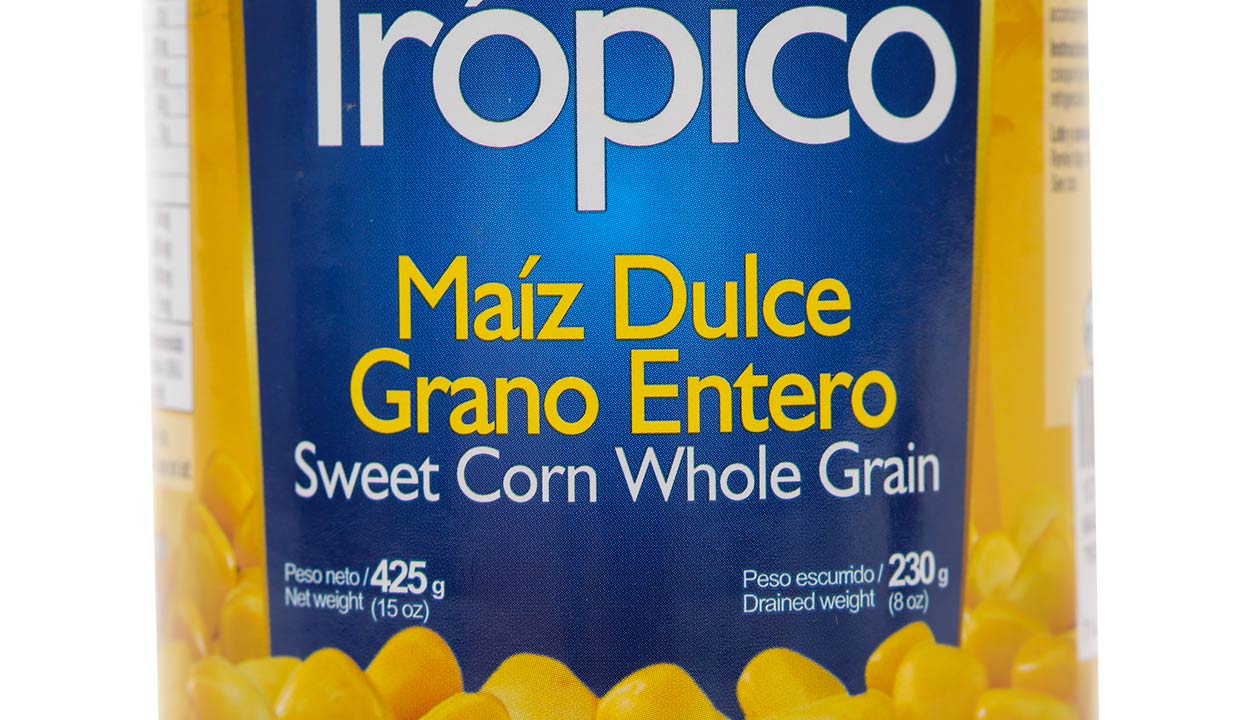 Trópico
Maíz Dulce
Grano Entero
Sweet Corn Whole Grain
Peso neto / 425 g
Net weight (15 oz)
Peso escurrido / 230 g
Drained weight (8 oz)